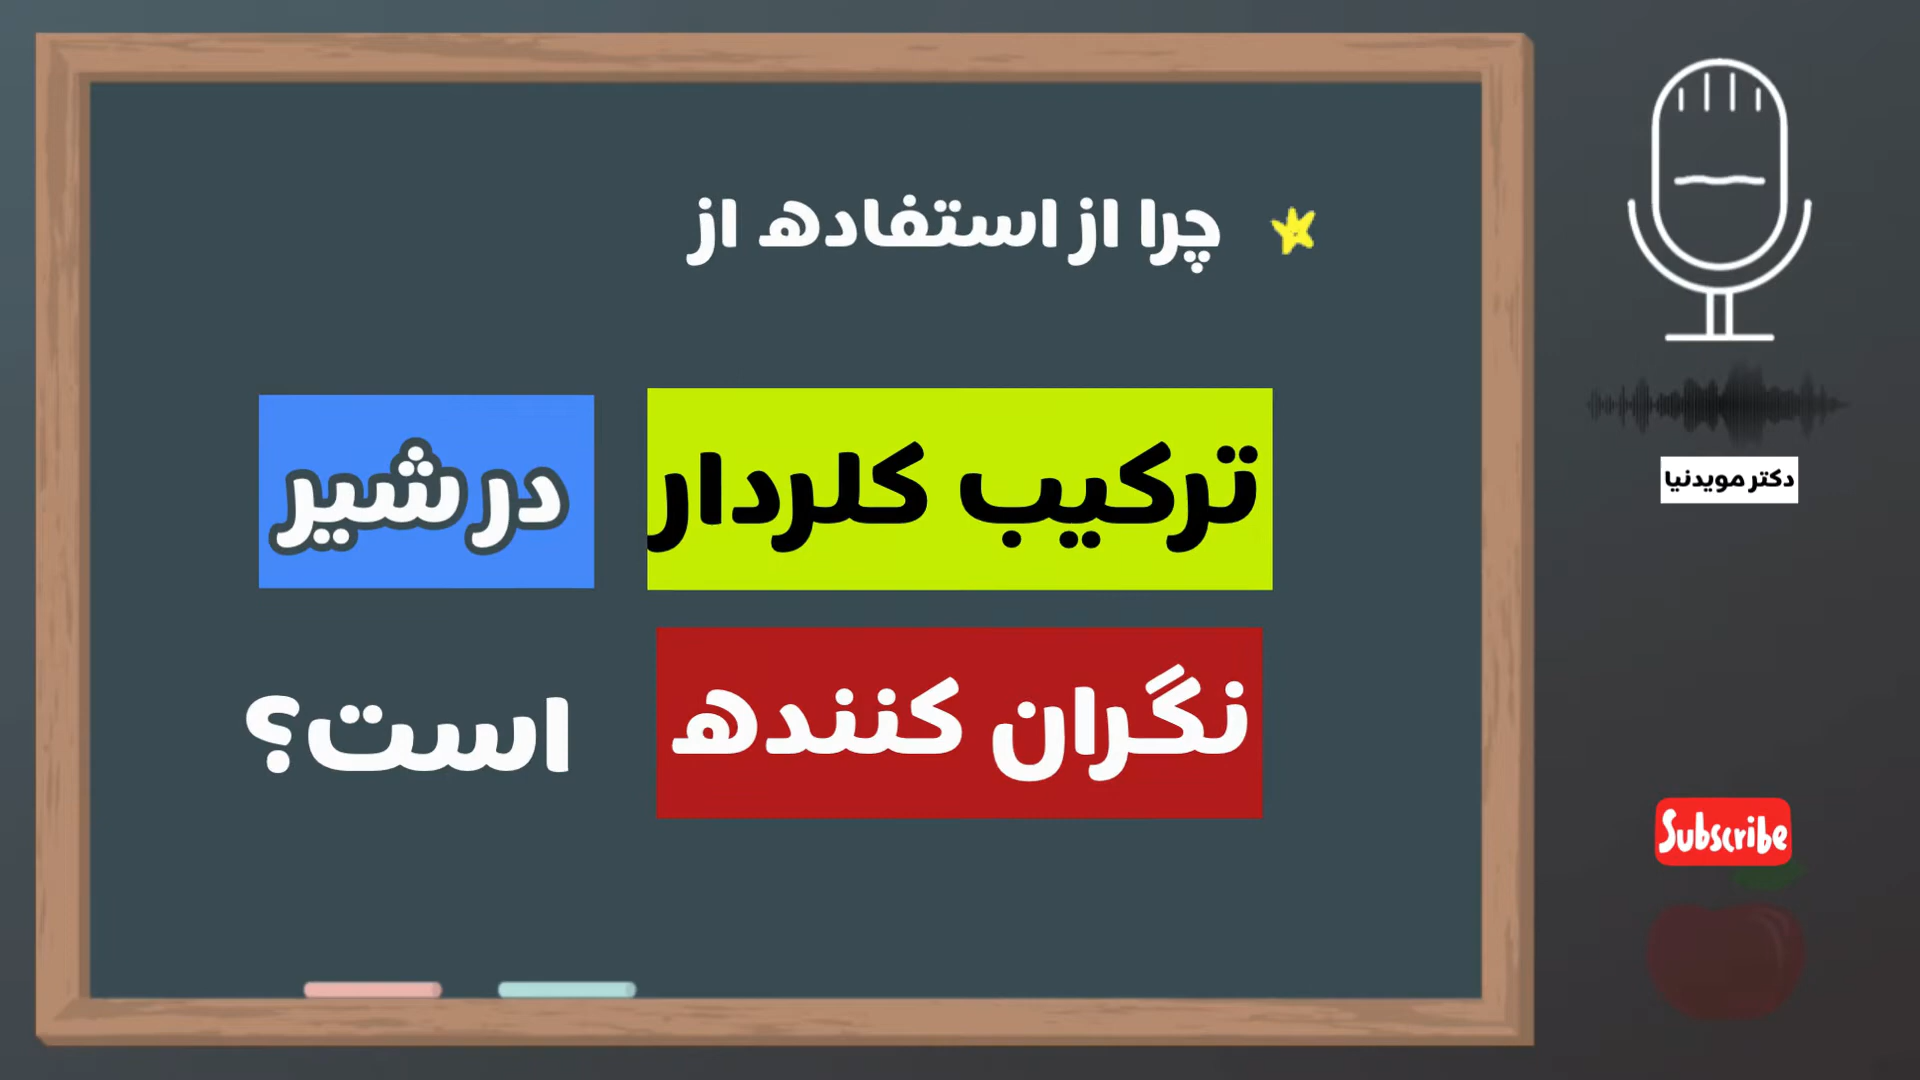 چرا از استفاده از
ترکیب کلردار در شیر
نگران کننده است؟
دکتر مویدنیا
Subscribe